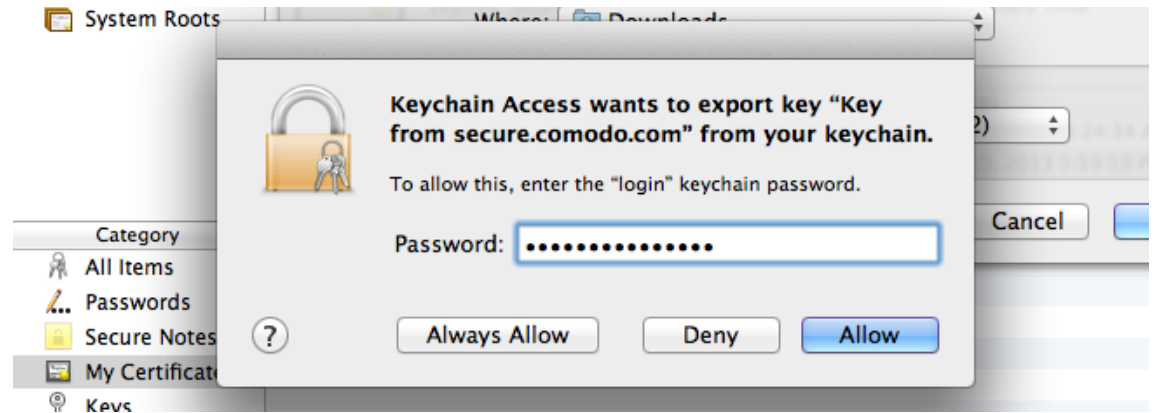 System Roots
Where: Downloads
Keychain Access wants to export key “Key
from secure.comodo.com” from your keychain.
2)
To allow this, enter the “login” keychain password.
Cancel
Category
Password: •••••••••••••••
All Items
Passwords
Secure Notes
? Always Allow Deny Allow
My Certificat
Keys